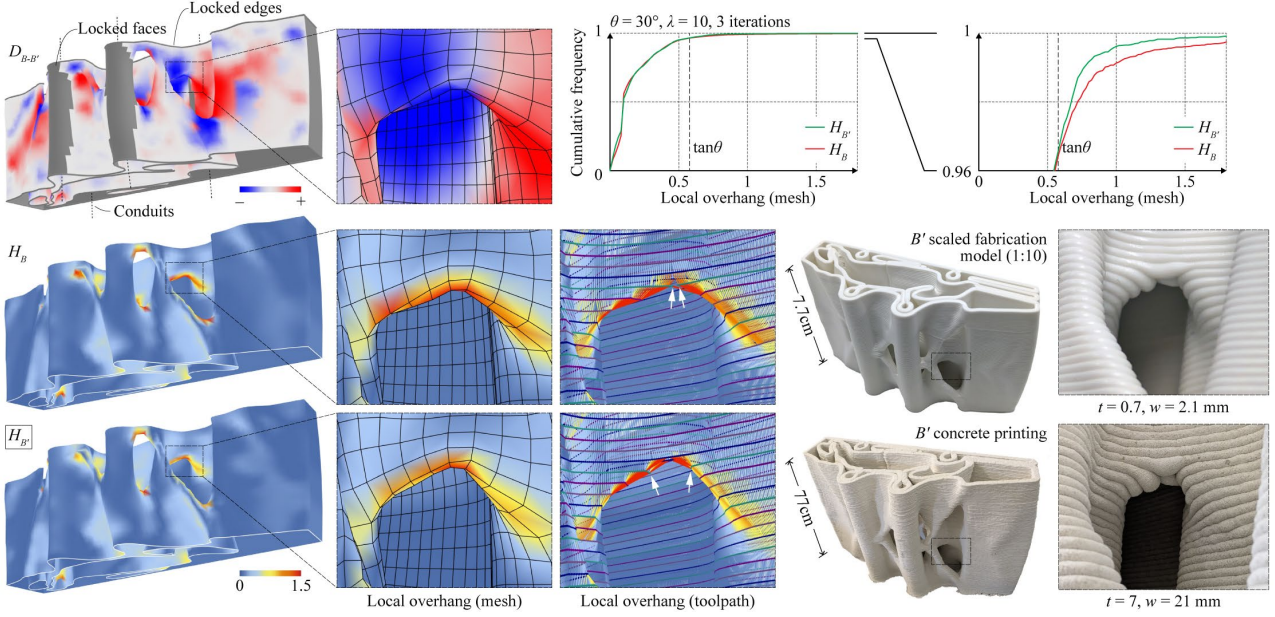 Locked edges
Locked faces
D_B-B′
− +
Conduits
θ = 30°, λ = 10, 3 iterations
Cumulative frequency
1
0
0.5
1
1.5
tanθ
H_B′
H_B
Local overhang (mesh)
1
0.96
0
0.5
1
1.5
tanθ
H_B′
H_B
Local overhang (mesh)
H_B
H_B′
0 1.5
Local overhang (mesh)
Local overhang (toolpath)
B′ scaled fabrication
model (1:10)
7.7cm
t = 0.7, w = 2.1 mm
B′ concrete printing
77cm
t = 7, w = 21 mm